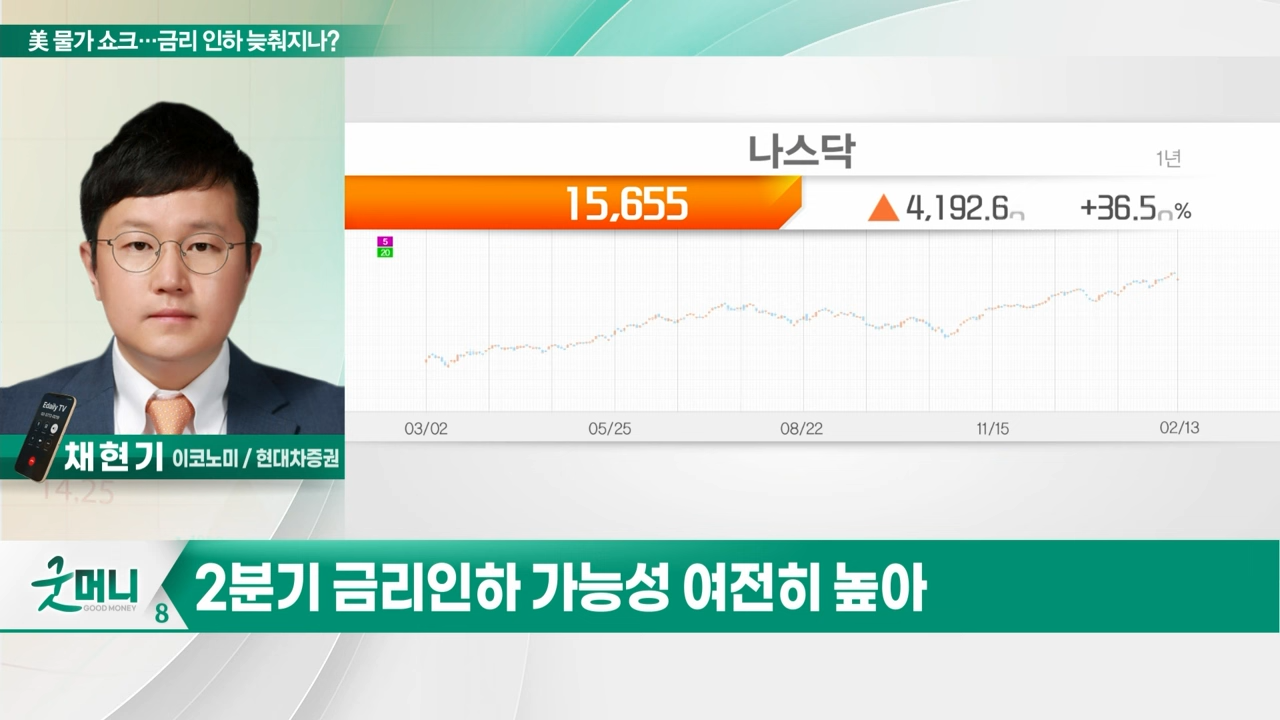 美 물가 쇼크…금리 인하 늦춰지나?
나스닥
1년
15,655
▲ 4,192.6
+36.5 %
5
20
03/02 05/25 08/22 11/15 02/13
Edaily TV
채현기 이코노미 / 현대차증권
14.25
굿머니
GOOD MONEY
8
2분기 금리인하 가능성 여전히 높아